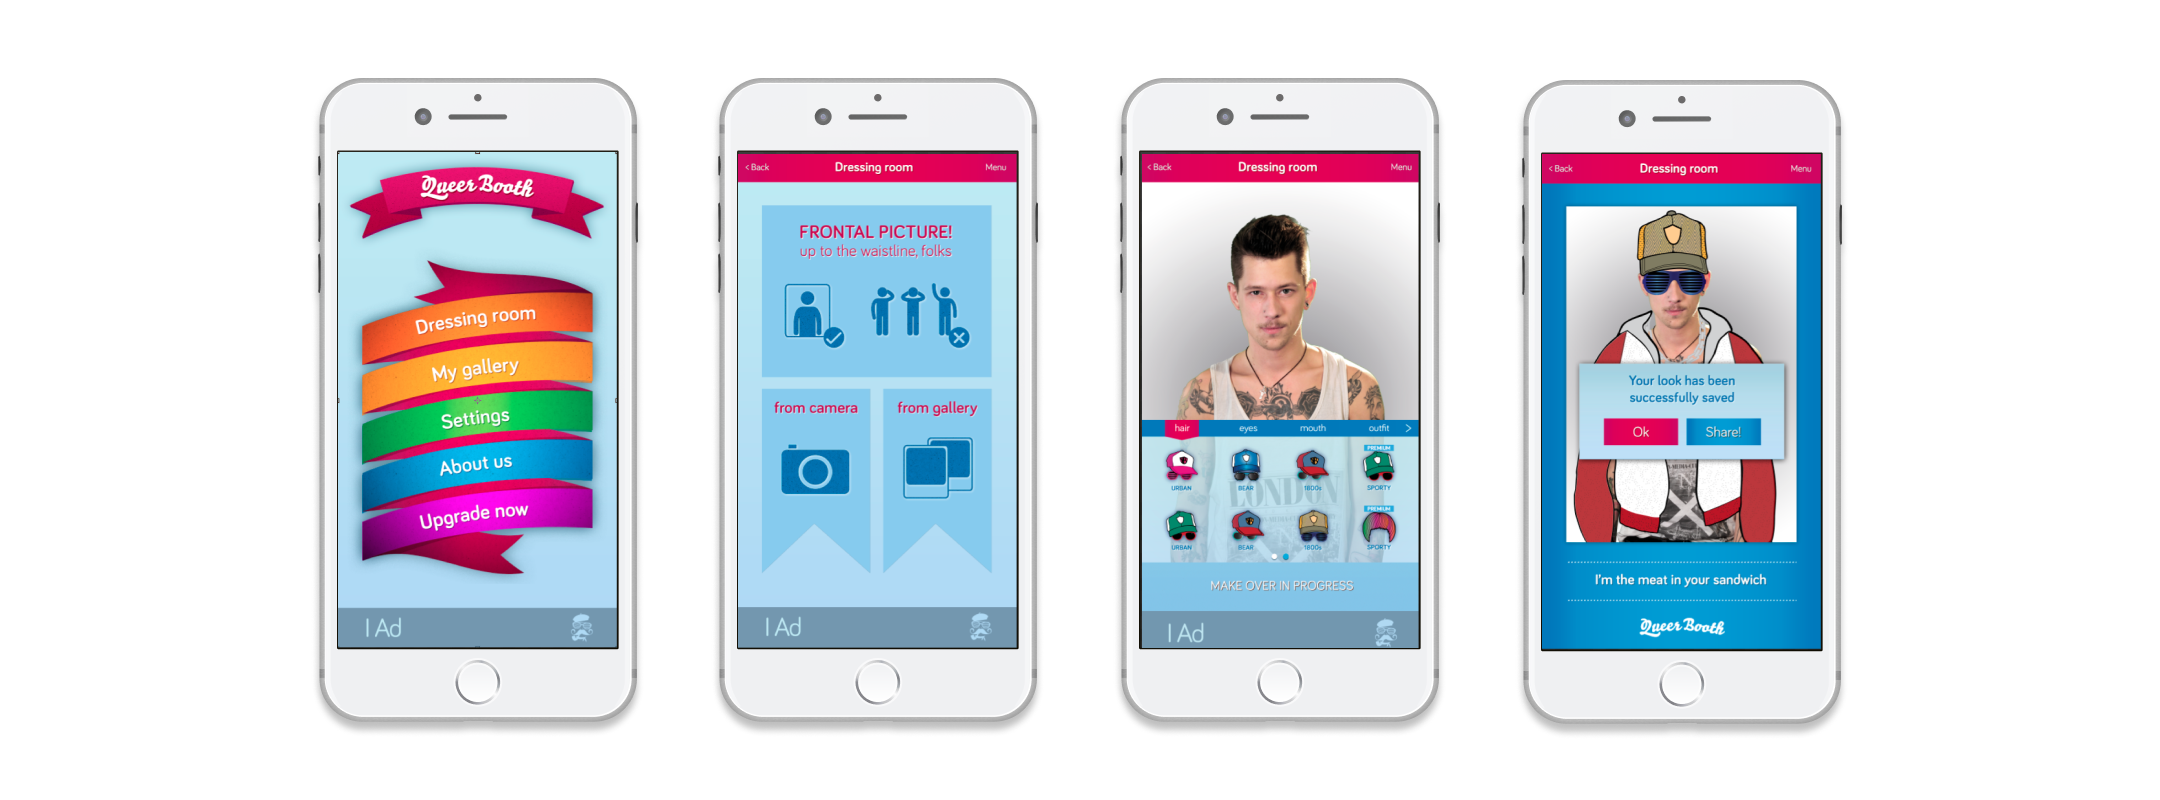 Queer Booth
Dressing room
My gallery
Settings
About us
Upgrade now
I Ad
< Back
Dressing room
Menu
FRONTAL PICTURE!
up to the waistline, folks
from camera
from gallery
I Ad
< Back
Dressing room
Menu
hair
eyes
mouth
outfit
>
PREMIUM
URBAN
BEAR
1800s
SPORTY
LONDON
PREMIUM
URBAN
BEAR
1800s
SPORTY
MAKE OVER IN PROGRESS
I Ad
< Back
Dressing room
Menu
Your look has been
successfully saved
Ok
Share!
I'm the meat in your sandwich
Queer Booth